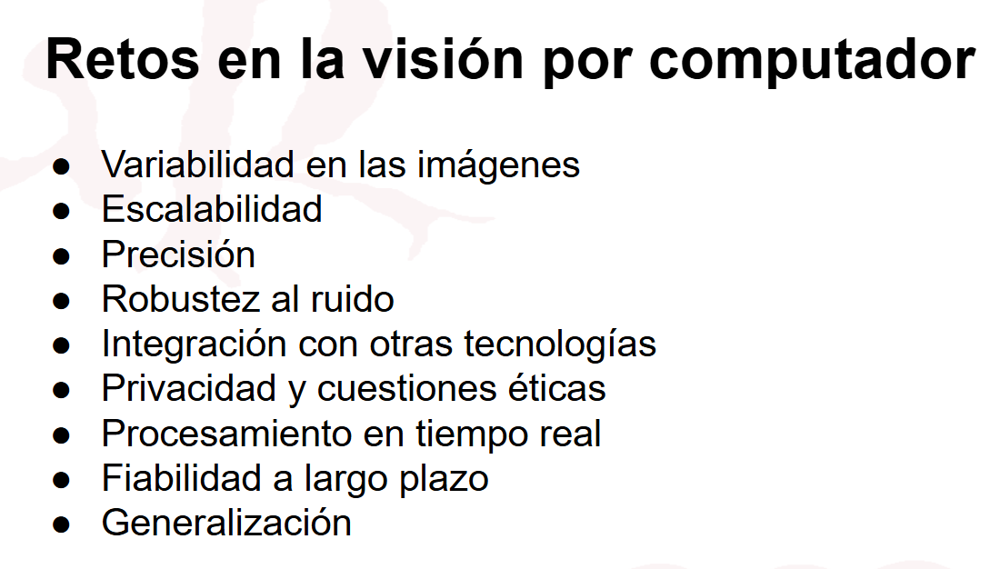 Retos en la visión por computador
● Variabilidad en las imágenes
● Escalabilidad
● Precisión
● Robustez al ruido
● Integración con otras tecnologías
● Privacidad y cuestiones éticas
● Procesamiento en tiempo real
● Fiabilidad a largo plazo
● Generalización